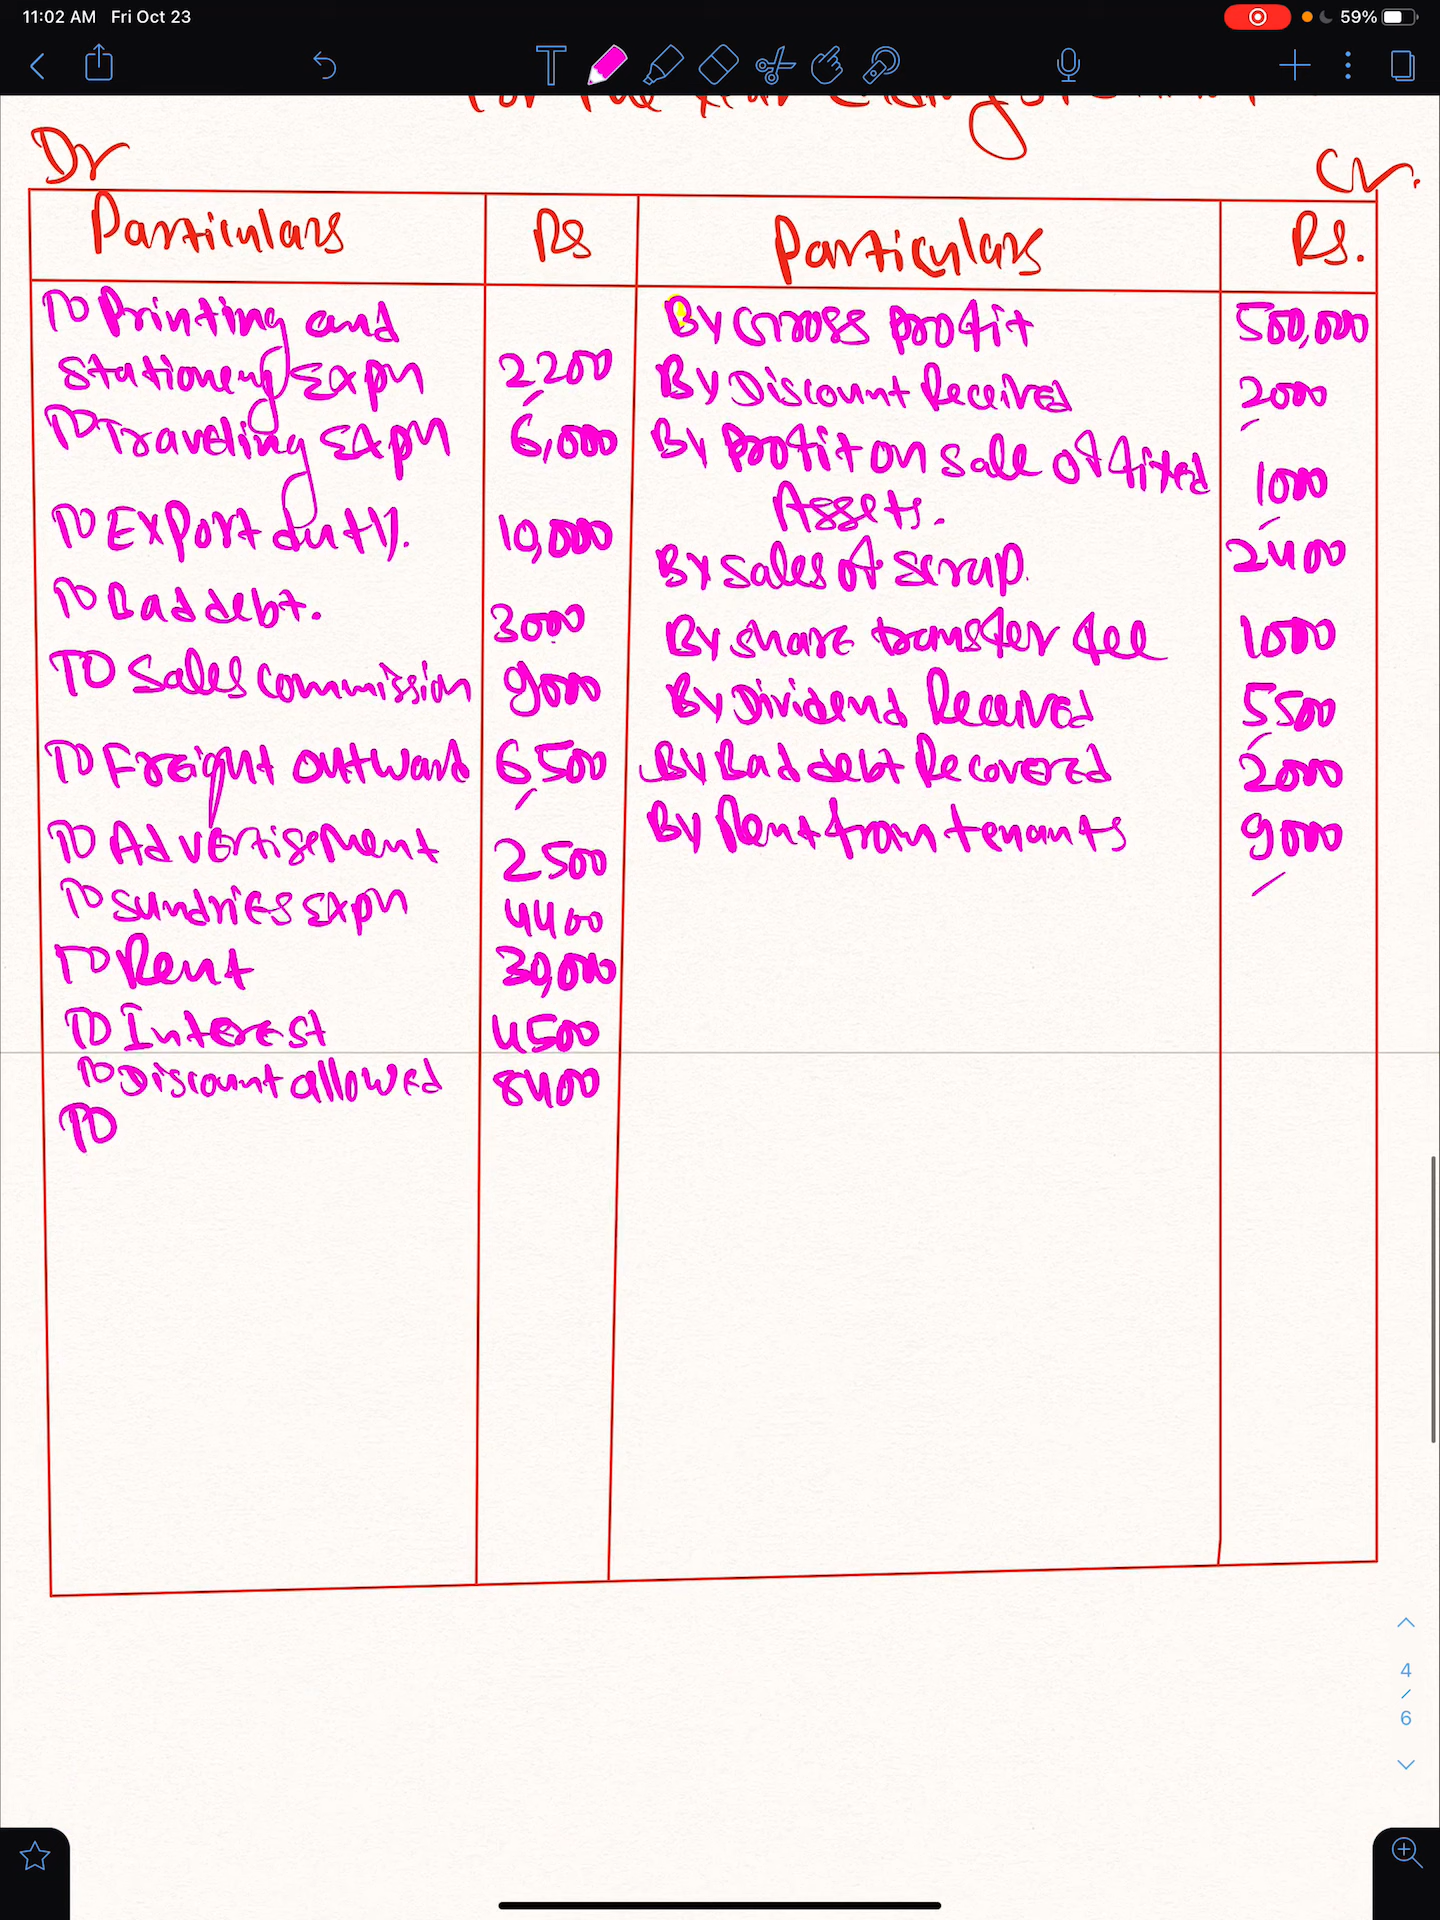 11:02 AM Fri Oct 23
59%
Dr
Cr.
Particulars Rs Particulars Rs.
To Printing and
Stationery Expn 2200
To Traveling Expn 6,000
To Export duty. 10,000
To Bad debt. 3000
To Sales Commission 9000
To Freight outward 6500
To Advertisement 2500
To Sundries Expn 4400
To Rent 30,000
To Interest 4500
To Discount allowed 8400
To
By Gross Profit 500,000
By Discount Received 2000
By Profit on Sale of fixed
Assets. 1000
By Sales of Scrap. 2400
By Share transfer fee 1000
By Dividend Received 5500
By Bad debt Recovered 2000
By Rent from tenants 9000
4
/
6